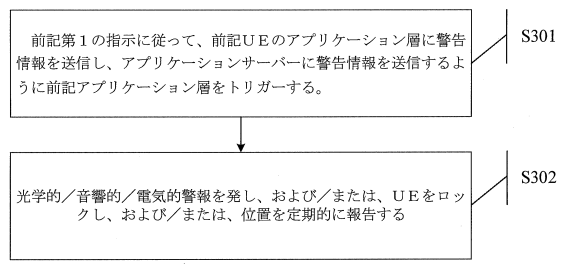 前記第１の指示に従って、前記ＵＥのアプリケーション層に警告
情報を送信し、アプリケーションサーバーに警告情報を送信するよ
うに前記アプリケーション層をトリガーする。
S301
光学的／音響的／電気的警報を発し、および／または、ＵＥをロッ
クし、および／または、位置を定期的に報告する
S302